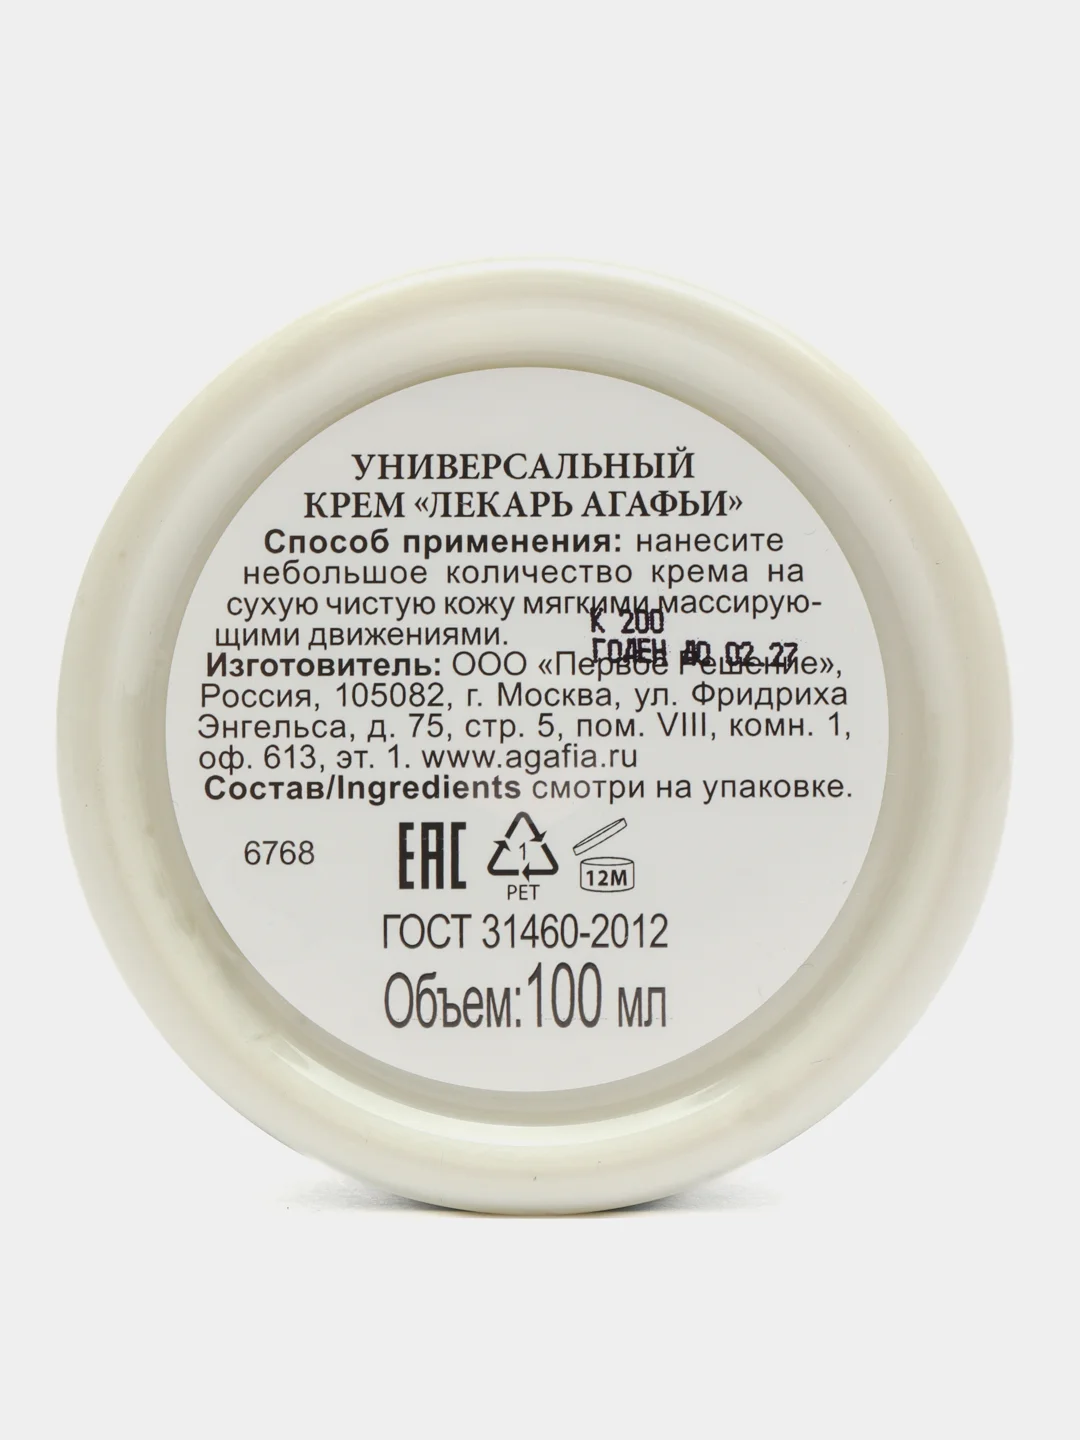 УНИВЕРСАЛЬНЫЙ
КРЕМ «ЛЕКАРЬ АГАФЬИ»
Способ применения: нанесите
небольшое количество крема на
сухую чистую кожу мягкими массирую-
щими движениями.
К 200
ГОДЕН ДО 02 27
Изготовитель: ООО «Первое Решение»,
Россия, 105082, г. Москва, ул. Фридриха
Энгельса, д. 75, стр. 5, пом. VIII, комн. 1,
оф. 613, эт. 1. www.agafia.ru
Состав/Ingredients смотри на упаковке.
6768
EAC
1
PET
12M
ГОСТ 31460-2012
Объем:100 мл